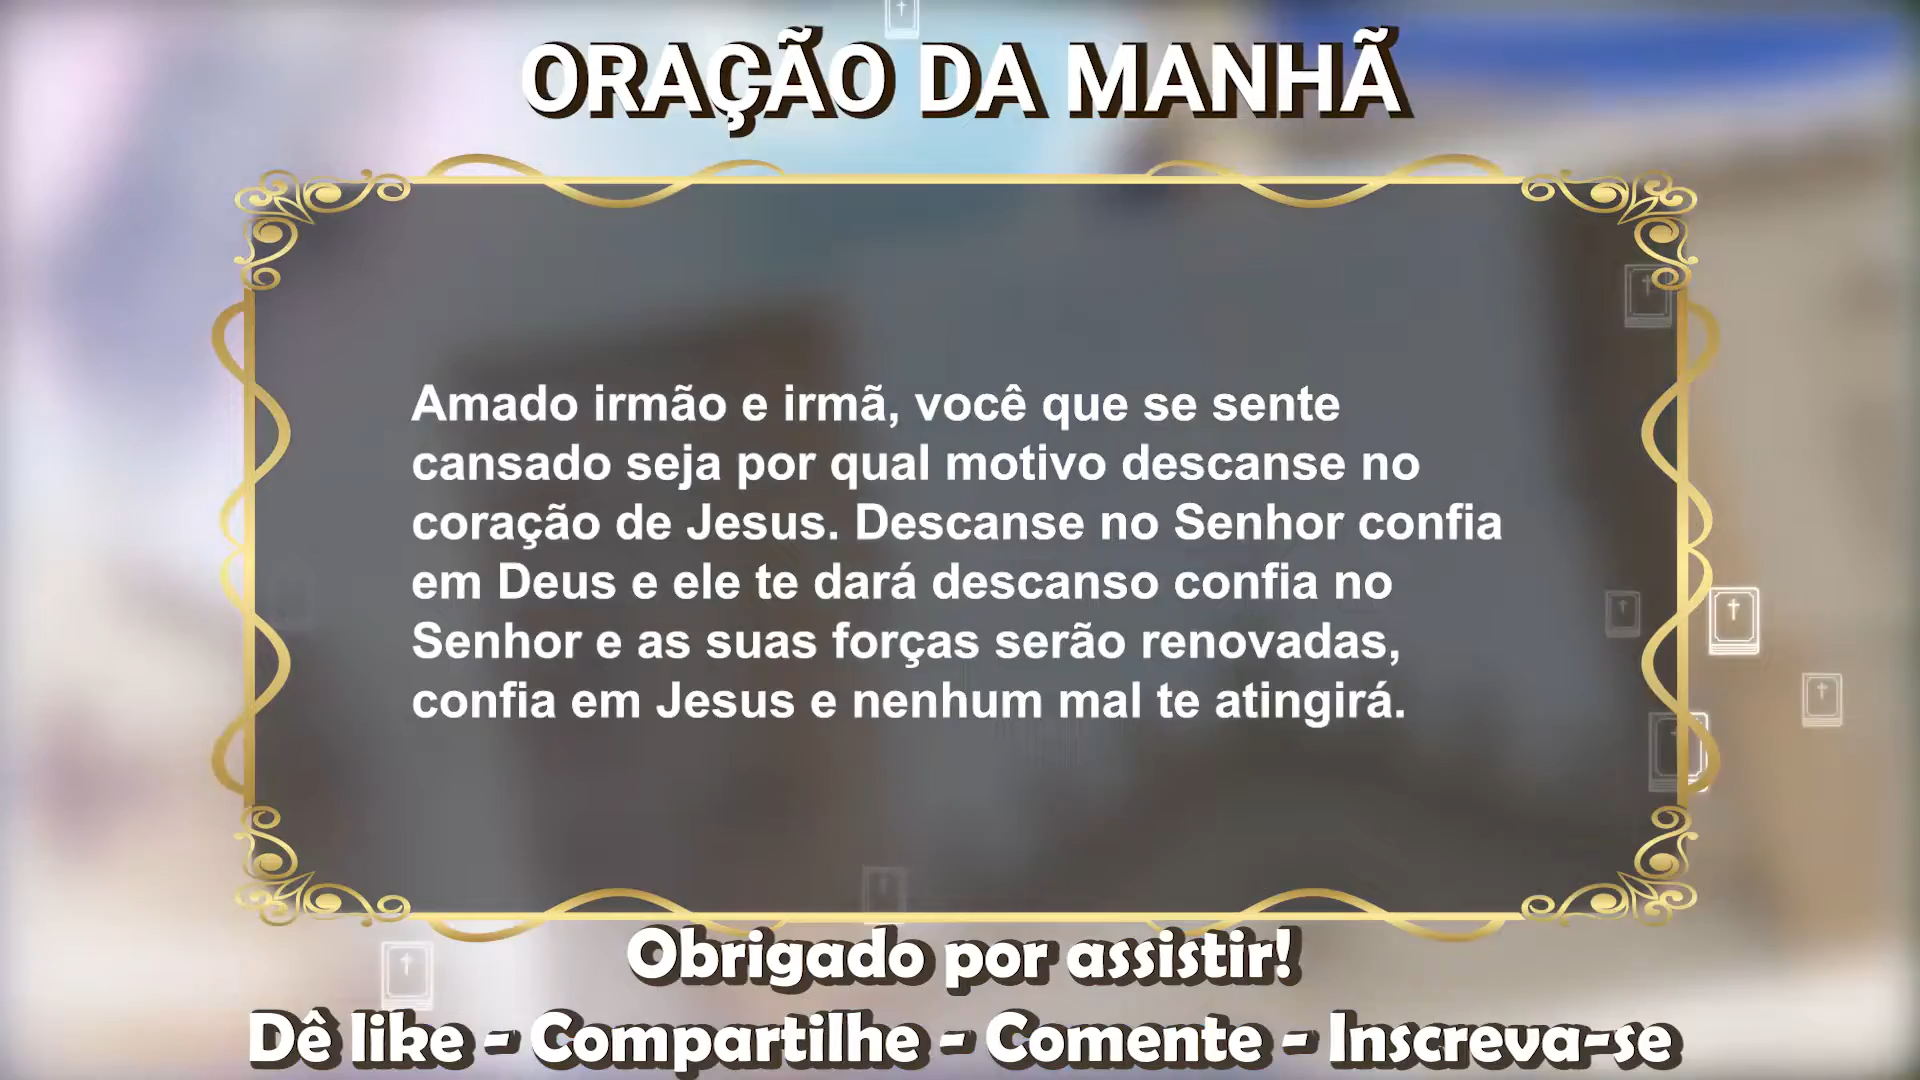 ORAÇÃO DA MANHÃ
Amado irmão e irmã, você que se sente
cansado seja por qual motivo descanse no
coração de Jesus. Descanse no Senhor confia
em Deus e ele te dará descanso confia no
Senhor e as suas forças serão renovadas,
confia em Jesus e nenhum mal te atingirá.
Obrigado por assistir!
Dê like - Compartilhe - Comente - Inscreva-se